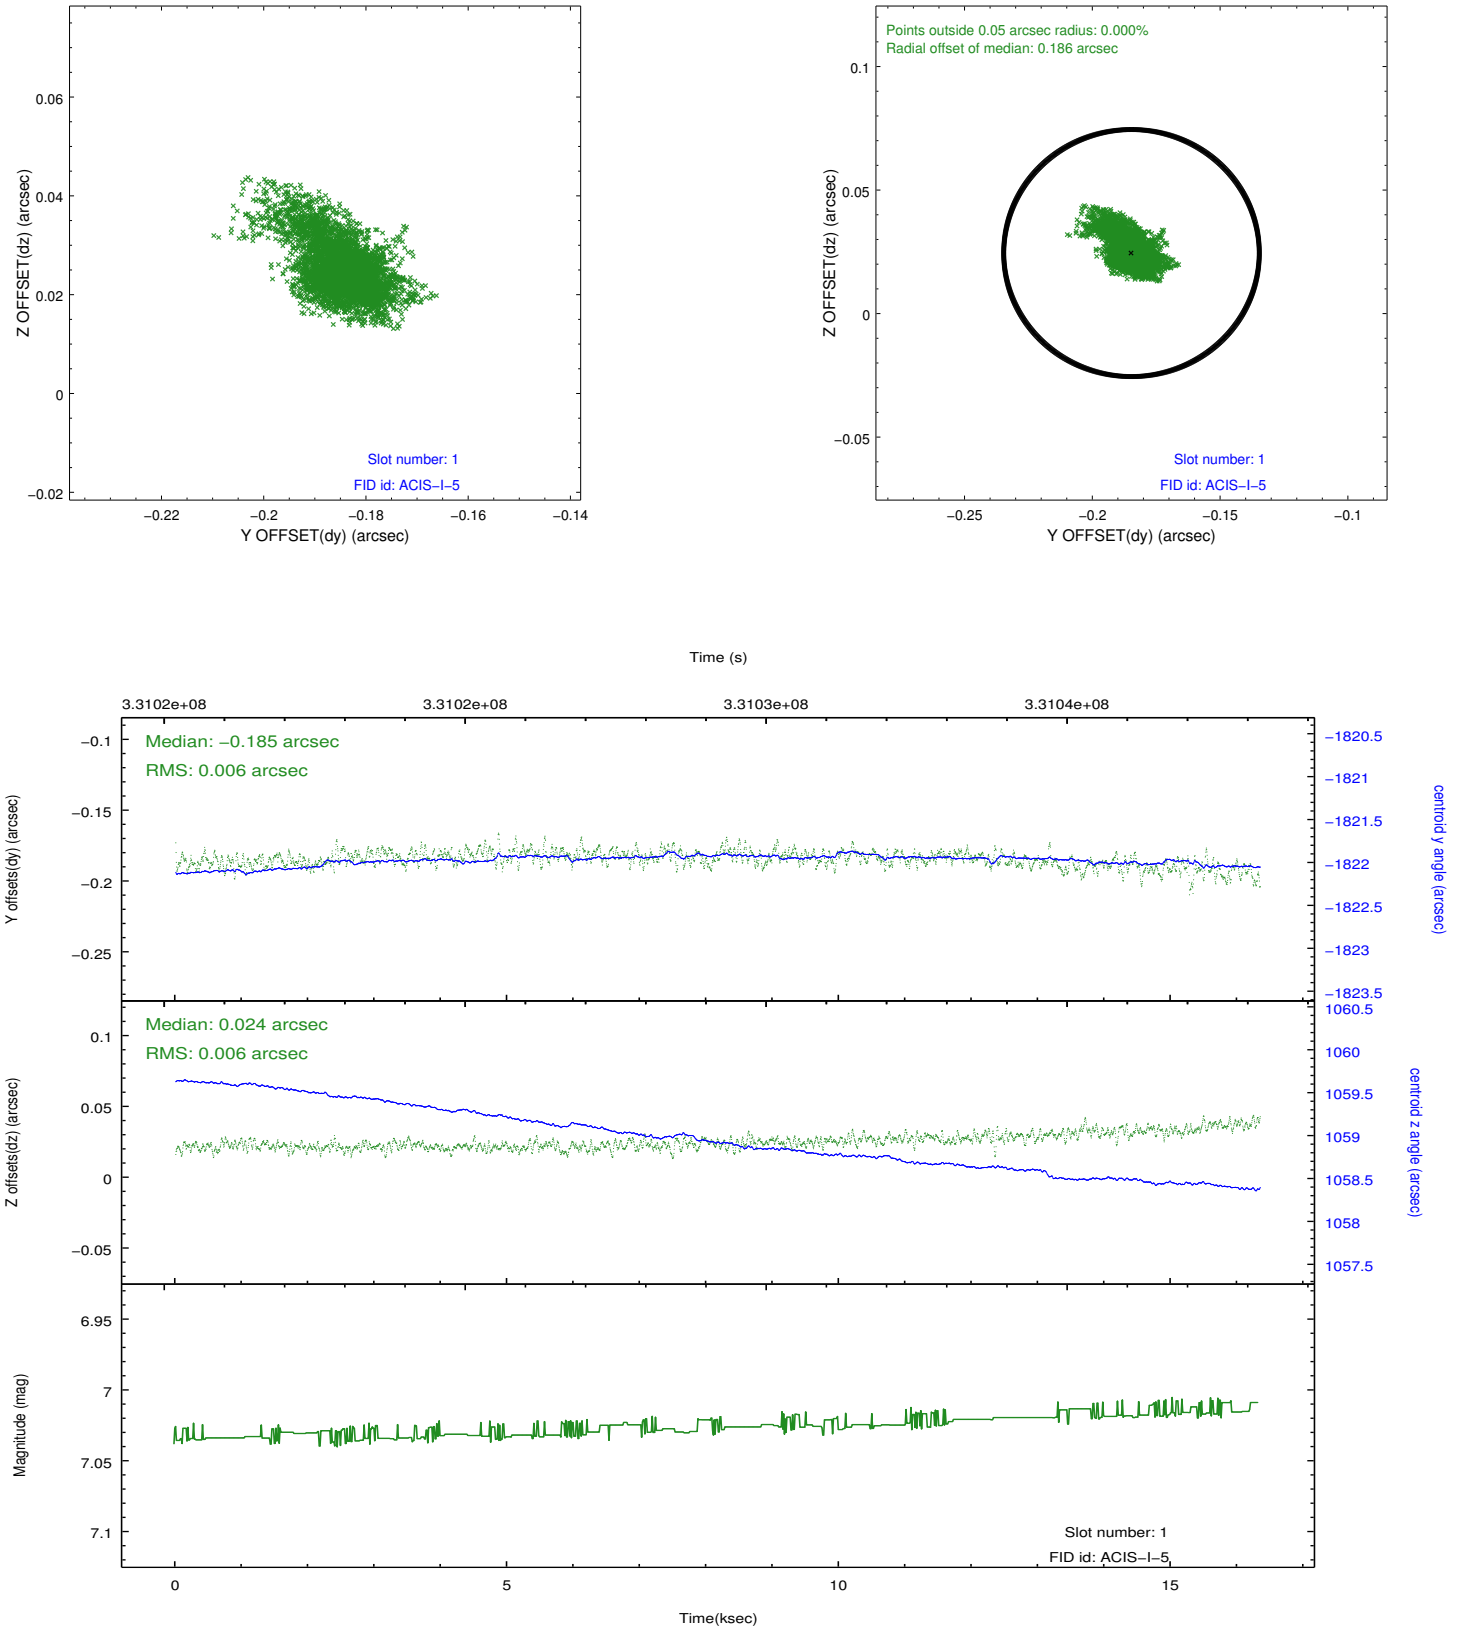 0.06
0.04
0.02
0
−0.02
Z OFFSET(dz) (arcsec)
Slot number: 1
FID id: ACIS−I−5
−0.22 −0.2 −0.18 −0.16 −0.14
Y OFFSET(dy) (arcsec)
Points outside 0.05 arcsec radius: 0.000%
Radial offset of median: 0.186 arcsec
0.1
0.05
0
−0.05
Z OFFSET(dz) (arcsec)
Slot number: 1
FID id: ACIS−I−5
−0.25 −0.2 −0.15 −0.1
Y OFFSET(dy) (arcsec)
Time (s)
3.3102e+08 3.3102e+08 3.3103e+08 3.3104e+08
Median: −0.185 arcsec
RMS: 0.006 arcsec
−0.1
−0.15
−0.2
−0.25
Y offsets(dy) (arcsec)
−1820.5
−1821
−1821.5
−1822
−1822.5
−1823
−1823.5
centroid y angle (arcsec)
Median: 0.024 arcsec
RMS: 0.006 arcsec
0.1
0.05
0
−0.05
Z offsets(dz) (arcsec)
1060.5
1060
1059.5
1059
1058.5
1058
1057.5
centroid z angle (arcsec)
6.95
7
7.05
7.1
Magnitude (mag)
Slot number: 1
FID id: ACIS−I−5
0 5 10 15
Time(ksec)